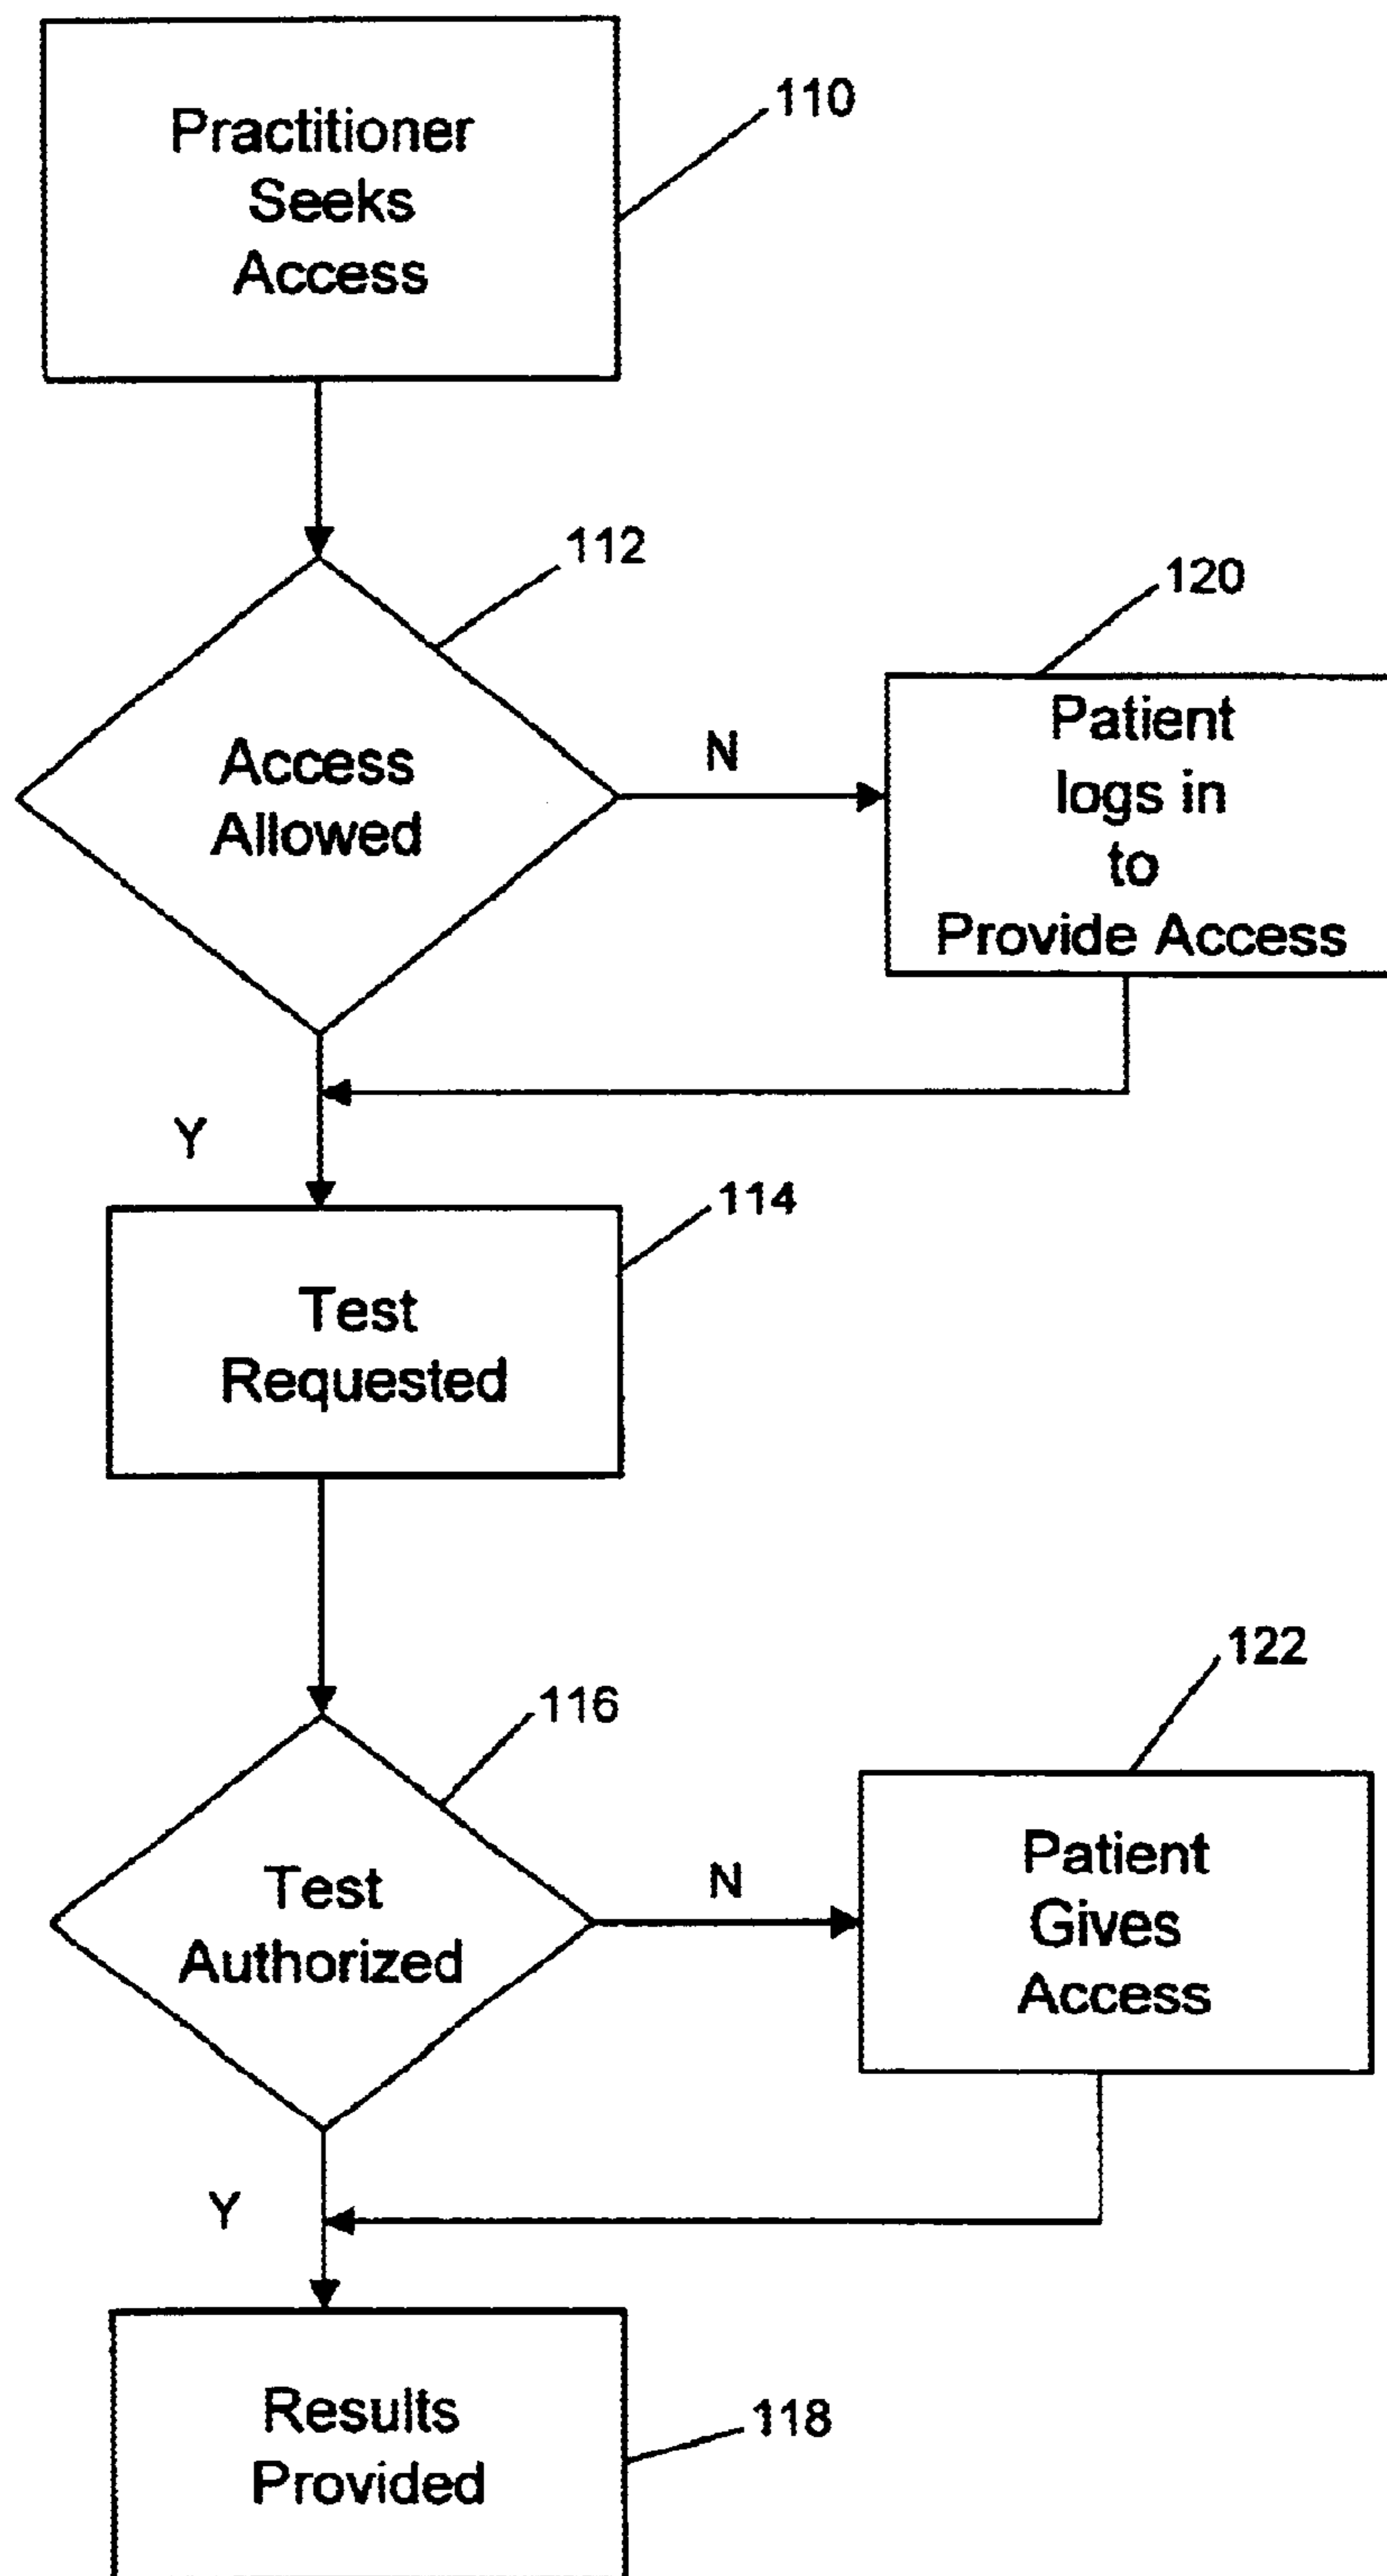 Practitioner
Seeks
Access
110
112
Access
Allowed
N
120
Patient
logs in
to
Provide Access
Y
114
Test
Requested
116
Test
Authorized
N
122
Patient
Gives
Access
Y
Results
Provided
118